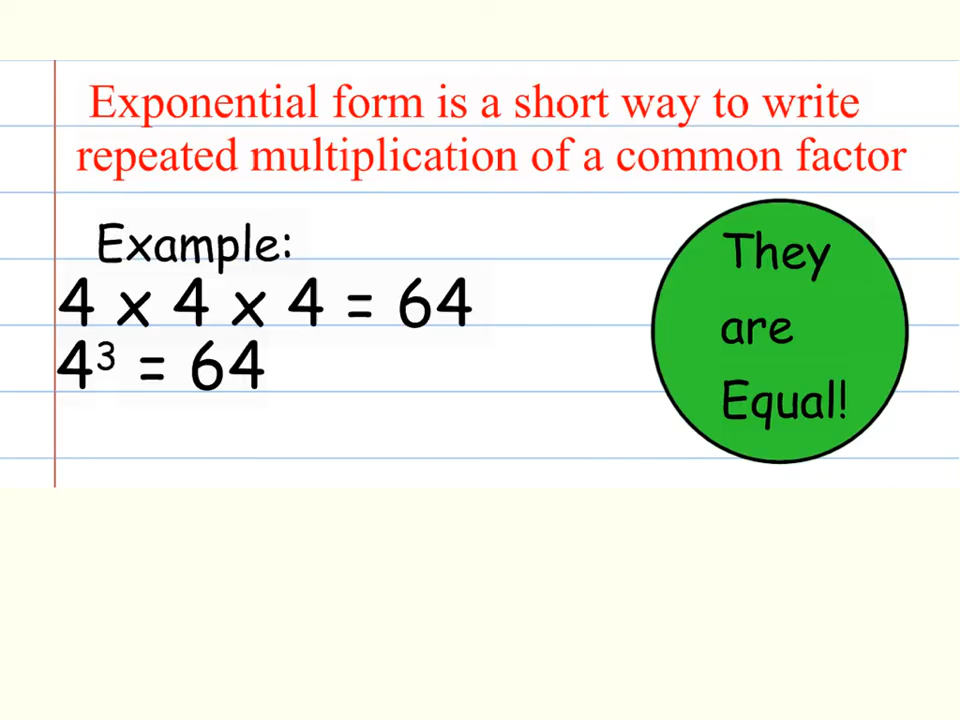 Exponential form is a short way to write
repeated multiplication of a common factor
Example:
4 x 4 x 4 = 64
4³ = 64
They
are
Equal!